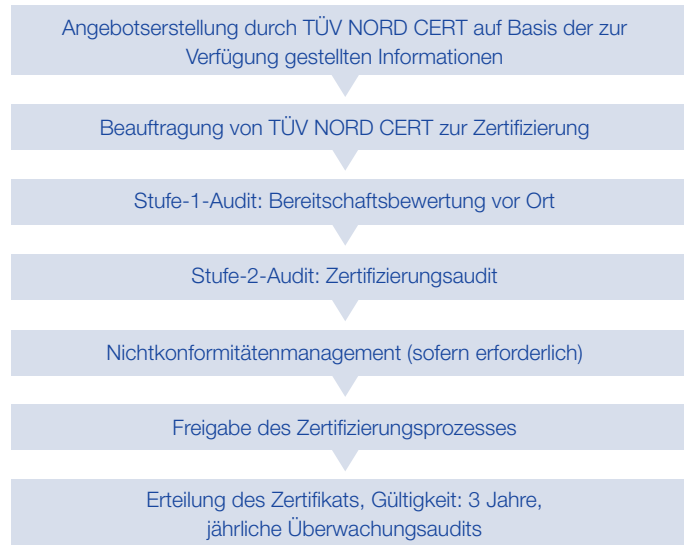 Angebotserstellung durch TÜV NORD CERT auf Basis der zur
Verfügung gestellten Informationen
Beauftragung von TÜV NORD CERT zur Zertifizierung
Stufe-1-Audit: Bereitschaftsbewertung vor Ort
Stufe-2-Audit: Zertifizierungsaudit
Nichtkonformitätenmanagement (sofern erforderlich)
Freigabe des Zertifizierungsprozesses
Erteilung des Zertifikats, Gültigkeit: 3 Jahre,
jährliche Überwachungsaudits